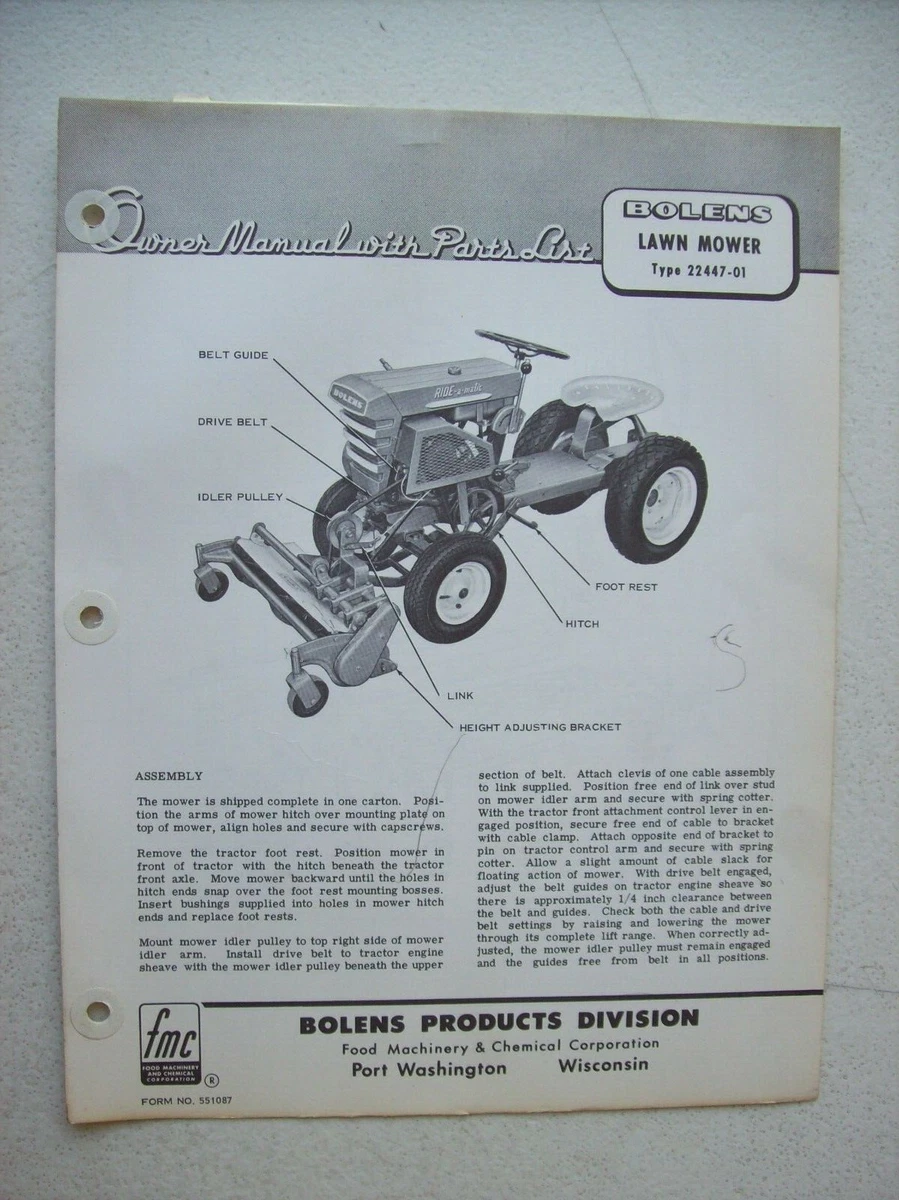 Owner Manual with Parts List
BOLENS
LAWN MOWER
Type 22447-01
BELT GUIDE
DRIVE BELT
IDLER PULLEY
BOLENS
RIDE-a-matic
FOOT REST
HITCH
LINK
HEIGHT ADJUSTING BRACKET
ASSEMBLY
The mower is shipped complete in one carton. Posi-
tion the arms of mower hitch over mounting plate on
top of mower, align holes and secure with capscrews.
Remove the tractor foot rest. Position mower in
front of tractor with the hitch beneath the tractor
front axle. Move mower backward until the holes in
hitch ends snap over the foot rest mounting bosses.
Insert bushings supplied into holes in mower hitch
ends and replace foot rests.
Mount mower idler pulley to top right side of mower
idler arm. Install drive belt to tractor engine
sheave with the mower idler pulley beneath the upper
section of belt. Attach clevis of one cable assembly
to link supplied. Position free end of link over stud
on mower idler arm and secure with spring cotter.
With the tractor front attachment control lever in en-
gaged position, secure free end of cable to bracket
with cable clamp. Attach opposite end of bracket to
pin on tractor control arm and secure with spring
cotter. Allow a slight amount of cable slack for
floating action of mower. With drive belt engaged,
adjust the belt guides on tractor engine sheave so
there is approximately 1/4 inch clearance between
the belt and guides. Check both the cable and drive
belt settings by raising and lowering the mower
through its complete lift range. When correctly ad-
justed, the mower idler pulley must remain engaged
and the guides free from belt in all positions.
fmc
FOOD MACHINERY
AND CHEMICAL
CORPORATION
®
BOLENS PRODUCTS DIVISION
Food Machinery & Chemical Corporation
Port Washington Wisconsin
FORM NO. 551087